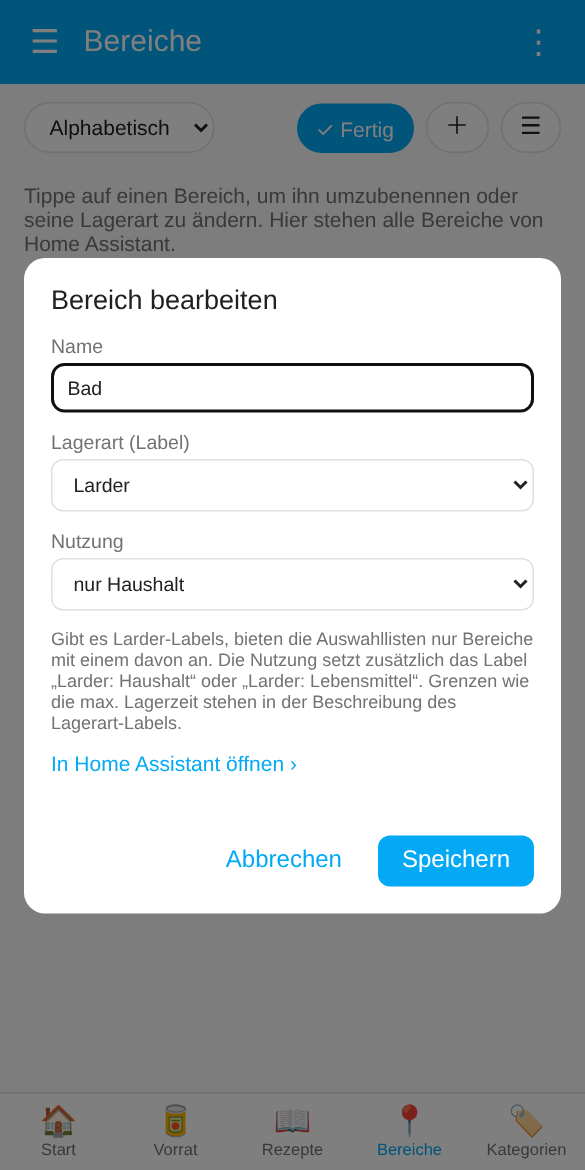 ☰ Bereiche ⋮
Alphabetisch ✓ Fertig + ☰
Tippe auf einen Bereich, um ihn umzubenennen oder
seine Lagerart zu ändern. Hier stehen alle Bereiche von
Home Assistant.
Bereich bearbeiten
Name
Bad
Lagerart (Label)
Larder
Nutzung
nur Haushalt
Gibt es Larder-Labels, bieten die Auswahllisten nur Bereiche
mit einem davon an. Die Nutzung setzt zusätzlich das Label
„Larder: Haushalt“ oder „Larder: Lebensmittel“. Grenzen wie
die max. Lagerzeit stehen in der Beschreibung des
Lagerart-Labels.
In Home Assistant öffnen ›
Abbrechen Speichern
Start Vorrat Rezepte Bereiche Kategorien